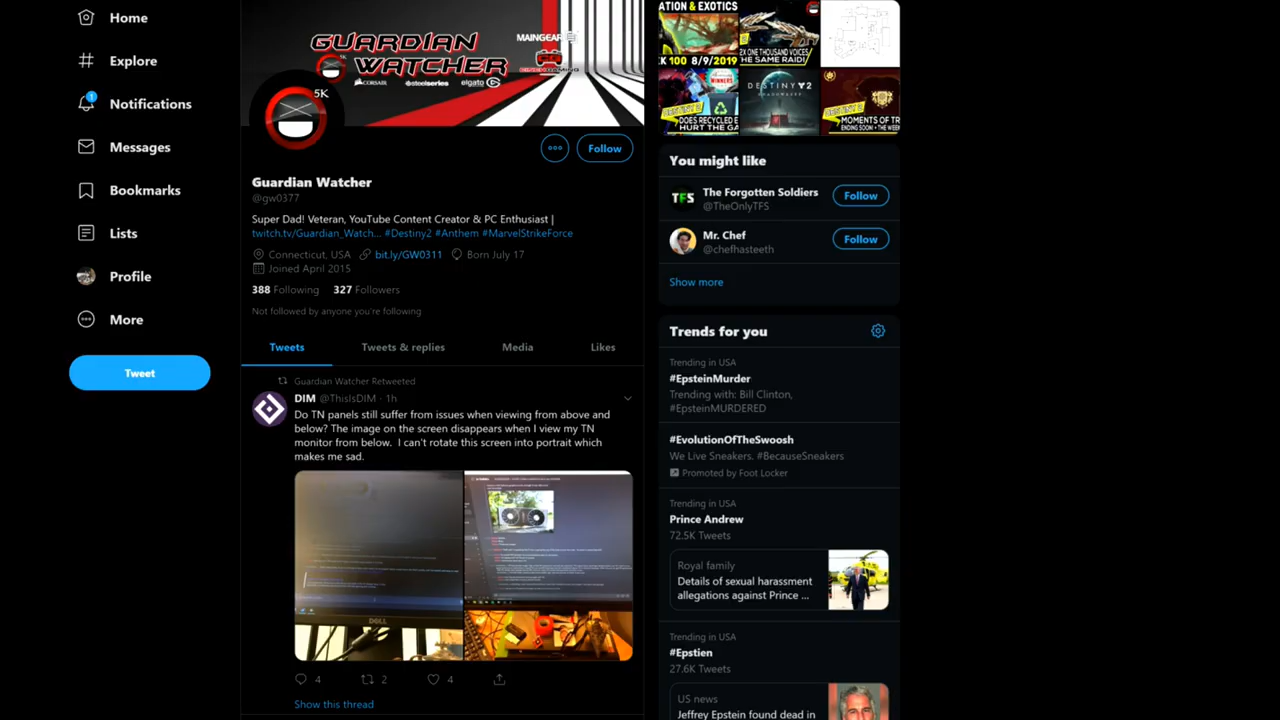 Home
Explore
1
Notifications
Messages
Bookmarks
Lists
Profile
More
Tweet
GUARDIAN
WATCHER
MAINGEAR
CORSAIR
steelseries
elgato
5K
Follow
Guardian Watcher
@gw0377
Super Dad! Veteran, YouTube Content Creator & PC Enthusiast |
twitch.tv/Guardian_Watch... #Destiny2 #Anthem #MarvelStrikeForce
Connecticut, USA bit.ly/GW0311 Born July 17
Joined April 2015
388 Following 327 Followers
Not followed by anyone you're following
Tweets Tweets & replies Media Likes
Guardian Watcher Retweeted
DIM @ThisIsDIM · 1h
Do TN panels still suffer from issues when viewing from above and
below? The image on the screen disappears when I view my TN
monitor from below. I can't rotate this screen into portrait which
makes me sad.
DELL
4 2 4
Show this thread
ATION & EXOTICS
CK 100 8/9/2019
2X ONE THOUSAND VOICES
HE SAME RAID!
WINNERS
DOES RECYCLED E
HURT THE GA
DESTINY 2
SHADOWKEEP
MOMENTS OF TR
ENDING SOON + THE WEE
You might like
TFS
The Forgotten Soldiers
@TheOnlyTFS
Follow
Mr. Chef
@chefhasteeth
Follow
Show more
Trends for you
Trending in USA
#EpsteinMurder
Trending with: Bill Clinton,
#EpsteinMURDERED
#EvolutionOfTheSwoosh
We Live Sneakers. #BecauseSneakers
Promoted by Foot Locker
Trending in USA
Prince Andrew
72.5K Tweets
Royal family
Details of sexual harassment
allegations against Prince ...
Trending in USA
#Epstien
27.6K Tweets
US news
Jeffrey Epstein found dead in